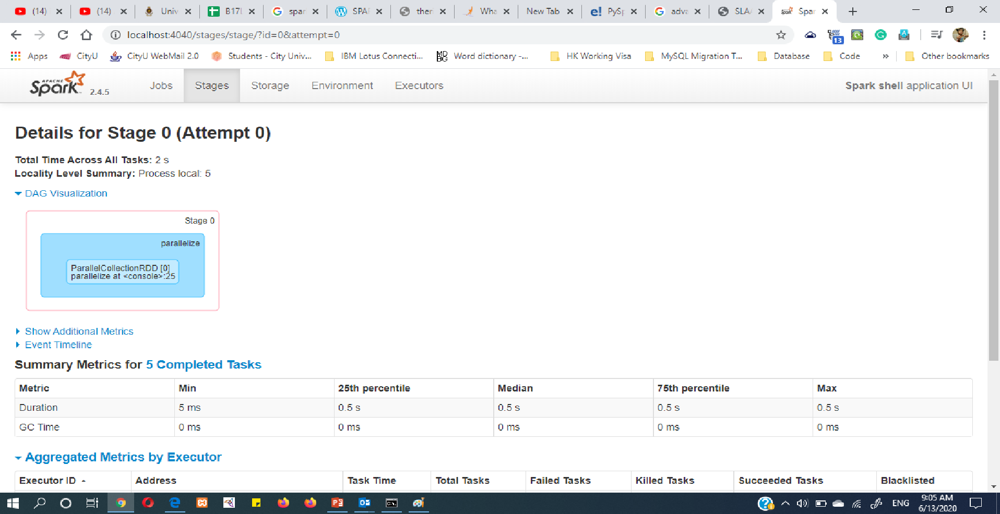 (14) (14) Univ B17L spar SPAR theri Wha New Tab PySp adva SLA Spar
localhost:4040/stages/stage/?id=0&attempt=0
13
Apps CityU CityU WebMail 2.0 Students - City Univ... IBM Lotus Connecti... Word dictionary -... HK Working Visa MySQL Migration T... Database Code » Other bookmarks
APACHE Spark 2.4.5 Jobs Stages Storage Environment Executors Spark shell application UI
Details for Stage 0 (Attempt 0)
Total Time Across All Tasks: 2 s
Locality Level Summary: Process local: 5
DAG Visualization
Stage 0
parallelize
ParallelCollectionRDD [0]
parallelize at <console>:25
Show Additional Metrics
Event Timeline
Summary Metrics for 5 Completed Tasks
Metric Min 25th percentile Median 75th percentile Max
Duration 5 ms 0.5 s 0.5 s 0.5 s 0.5 s
GC Time 0 ms 0 ms 0 ms 0 ms 0 ms
Aggregated Metrics by Executor
Executor ID Address Task Time Total Tasks Failed Tasks Killed Tasks Succeeded Tasks Blacklisted
ENG 9:05 AM
6/13/2020